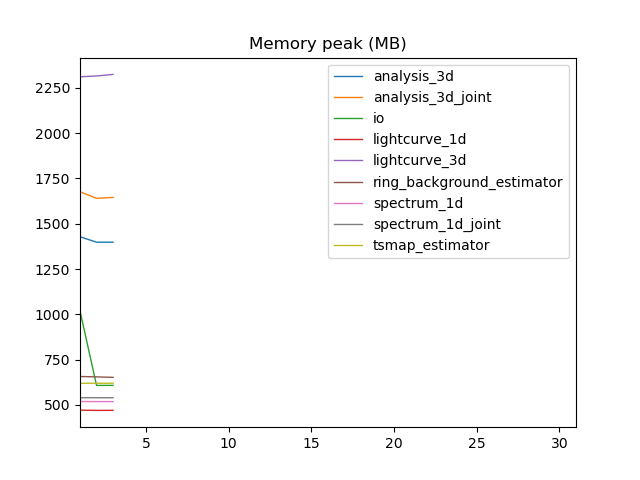 Memory peak (MB)
2250
2000
1750
1500
1250
1000
750
500
5 10 15 20 25 30
analysis_3d
analysis_3d_joint
io
lightcurve_1d
lightcurve_3d
ring_background_estimator
spectrum_1d
spectrum_1d_joint
tsmap_estimator